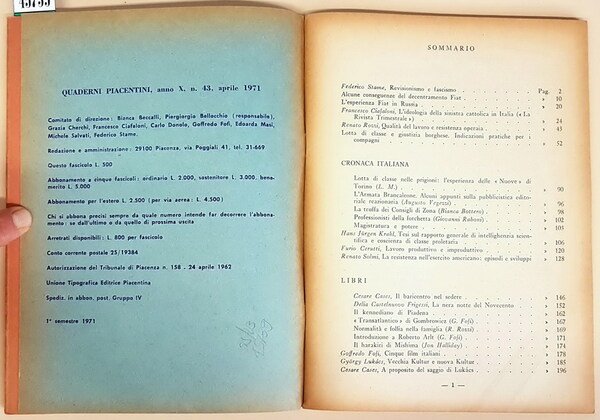 45755
QUADERNI PIACENTINI, anno X, n. 43, aprile 1971
Comitato di direzione: Bianca Beccalli, Piergiorgio Bellocchio (responsabile),
Grazia Cherchi, Francesco Ciafaloni, Carlo Donolo, Goffredo Fofi, Edoarda Masi,
Michele Salvati, Federico Stame.
Redazione e amministrazione: 29100 Piacenza, via Poggiali 41, tel. 31-669
Questo fascicolo L. 500
Abbonamento a cinque fascicoli: ordinario L. 2.000, sostenitore L. 3.000, bene-
merito L. 5.000
Abbonamento per l'estero L. 2.500 (per via aerea: L. 4.500)
Chi si abbona precisi sempre da quale numero intende far decorrere l'abbona-
mento: se dall'ultimo o da quello di prossima uscita
Arretrati disponibili: L. 800 per fascicolo
Conto corrente postale 25/19384
Autorizzazione del Tribunale di Piacenza n. 158 - 24 aprile 1962
Unione Tipografica Editrice Piacentina
Spediz. in abbon. post. Gruppo IV
1° semestre 1971
SOMMARIO
Federico Stame, Revisionismo e fascismo Pag. 2
Alcune conseguenze del decentramento Fiat » 10
L'esperienza Fiat in Russia » 20
Francesco Ciafaloni, L'ideologia della sinistra cattolica in Italia (« La
Rivista Trimestrale ») » 24
Renato Rozzi, Qualità del lavoro e resistenza operaia » 43
Lotta di classe e giustizia borghese. Indicazioni pratiche per i
compagni » 52
CRONACA ITALIANA
Lotta di classe nelle prigioni: l'esperienza delle « Nuove » di
Torino (L. M.) » 90
L'Armata Brancaleone. Alcuni appunti sulla pubblicistica editoriale
reazionaria (Augusto Vegezzi) » 95
La truffa dei Consigli di Zona (Bianca Bottero) » 98
Professionisti della forchetta (Giovanna Raboni) » 102
Magistratura e potere » 105
Hans Jürgen Krahl, Tesi sul rapporto generale di intellighenzia scien-
tifica e coscienza di classe proletaria » 106
Furio Cerutti, Lavoro produttivo e improduttivo » 120
Renato Solmi, La resistenza nell'esercito americano: episodi e sviluppi » 128
LIBRI
Cesare Cases, Il baricentro nel sedere » 146
Delia Castelnuovo Frigessi, La nera notte del Novecento » 152
Il kennediano di Piadena » 162
« Transatlantico » di Gombrowicz (G. Fofi) » 167
Normalità e follia nella famiglia (R. Rossi) » 169
Introduzione a Roberto Arlt (G. Fofi) » 171
Il harakiri di Mishima (Jon Halliday) » 174
Goffredo Fofi, Cinque film italiani » 178
György Lukács, Vecchia Kultur e nuova Kultur » 185
Cesare Cases, A proposito del saggio di Lukács » 196
— 1 —